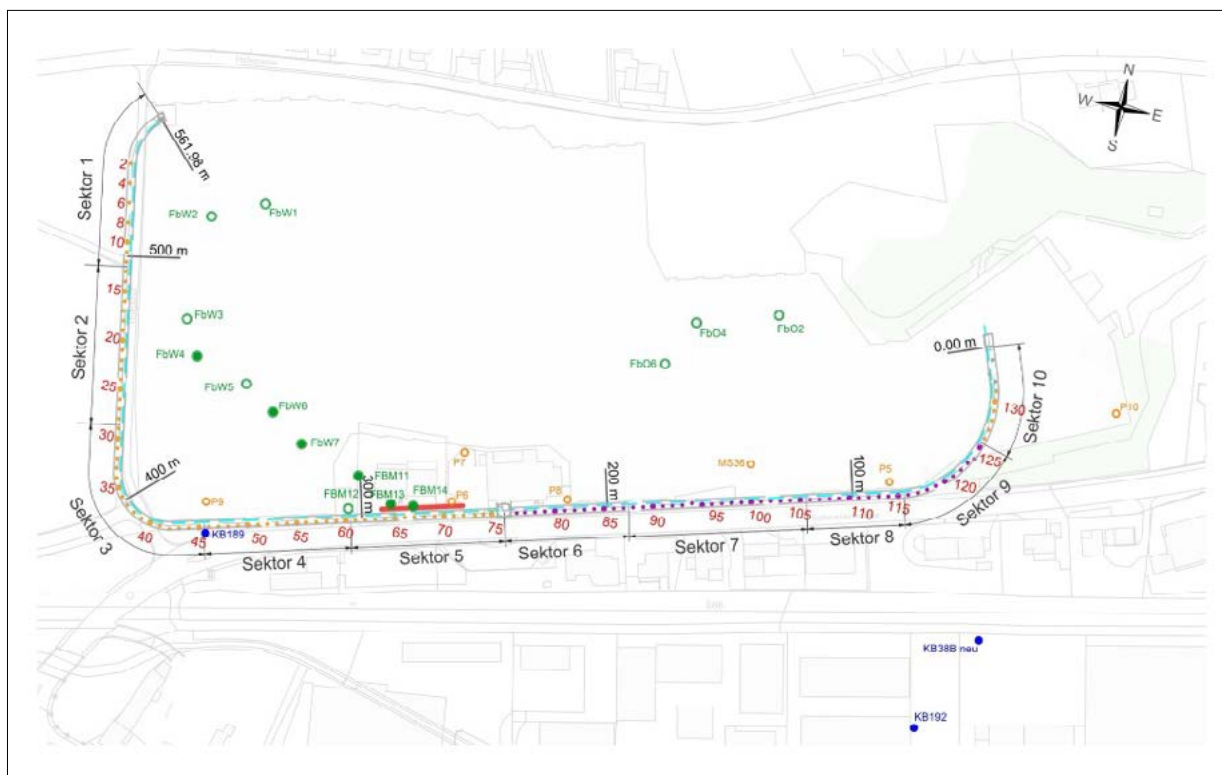 N
W
E
S
561.98 m
Sektor 1
2
4
6
8
10
500 m
FbW2
FbW1
Sektor 2
15
20
25
30
FbW3
FbW4
FbW5
FbW6
FbW7
FbO4
FbO2
FbO6
0.00 m
Sektor 10
130
125
P10
35
400 m
P9
FBM11
FBM12
FBM13
FBM14
300 m
P7
P6
P8
200 m
MS36
100 m
P5
Sektor 3
40
45
KB189
50
55
60
65
70
75
80
85
90
95
100
105
110
115
120
Sektor 4
Sektor 5
Sektor 6
Sektor 7
Sektor 8
Sektor 9
KB38B neu
KB192